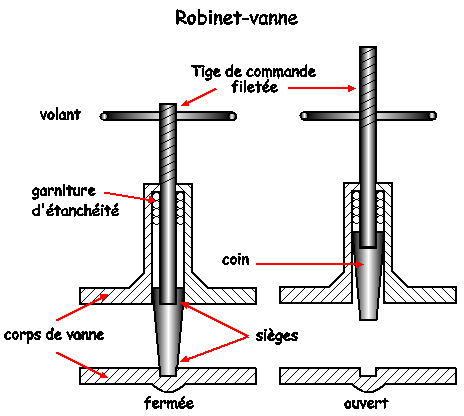 Robinet-vanne
Tige de commande
filetée
volant
garniture
d'étanchéité
coin
corps de vanne
sièges
fermée
ouvert